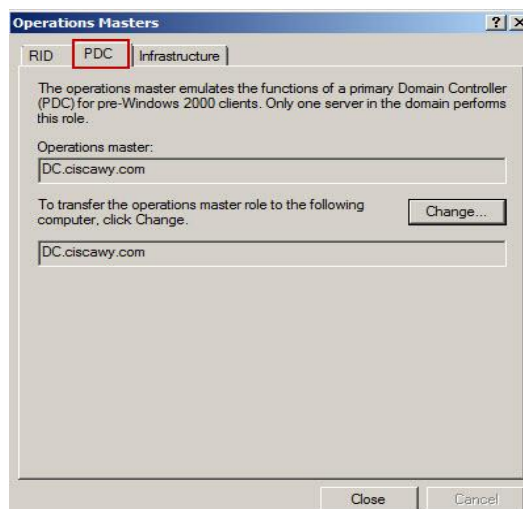 Operations Masters
RID PDC Infrastructure
The operations master emulates the functions of a primary Domain Controller
(PDC) for pre-Windows 2000 clients. Only one server in the domain performs
this role.
Operations master:
DC.ciscawy.com
To transfer the operations master role to the following
computer, click Change.
Change...
DC.ciscawy.com
Close Cancel